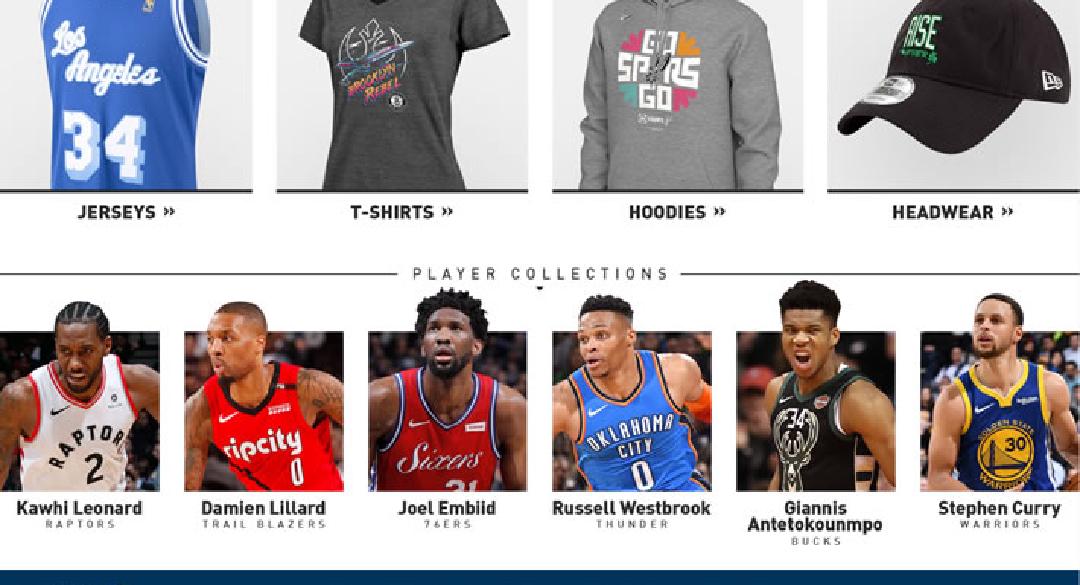 Los
Angeles
34
BROOKLYN
REBEL
GO
SPURS
GO
RISE
JERSEYS »
T-SHIRTS »
HOODIES »
HEADWEAR »
PLAYER COLLECTIONS
RAPTOR
2
ripcity
0
Sixers
21
OKLAHOMA
CITY
0
34
GOLDEN STATE
30
WARRIORS
Kawhi Leonard
RAPTORS
Damien Lillard
TRAIL BLAZERS
Joel Embiid
76ERS
Russell Westbrook
THUNDER
Giannis
Antetokounmpo
BUCKS
Stephen Curry
WARRIORS